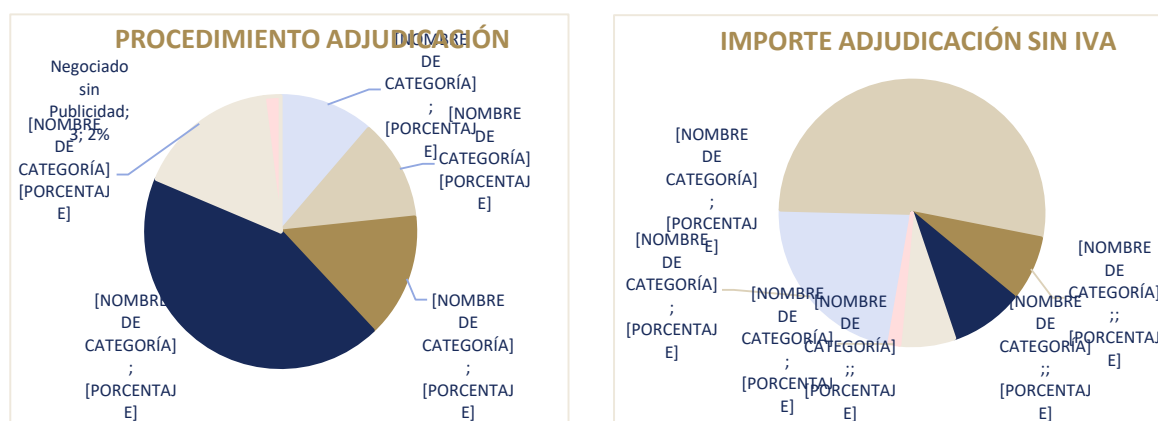 PROCEDIMIENTO ADJUDICACIÓN
Negociado
sin
Publicidad;
3; 2%
[NOMBRE
DE
CATEGORÍA]
[PORCENTAJ
E]
[NOMBRE
DE
CATEGORÍA]
;
[PORCENTAJ
E]
[NOMBRE
DE
CATEGORÍA]
[PORCENTAJ
E]
[NOMBRE
DE
CATEGORÍA]
;
[PORCENTAJ
E]
[NOMBRE
DE
CATEGORÍA]
;
[PORCENTAJ
E]
IMPORTE ADJUDICACIÓN SIN IVA
[NOMBRE
DE
CATEGORÍA]
;
[PORCENTAJ
E]
[NOMBRE
DE
CATEGORÍA]
;
[PORCENTAJ
E]
[NOMBRE
DE
CATEGORÍA]
;
[PORCENTAJ
E]
[NOMBRE
DE
CATEGORÍA]
;;
[PORCENTAJ
E]
[NOMBRE
DE
CATEGORÍA]
;;
[PORCENTAJ
E]
[NOMBRE
DE
CATEGORÍA]
;;
[PORCENTAJ
E]